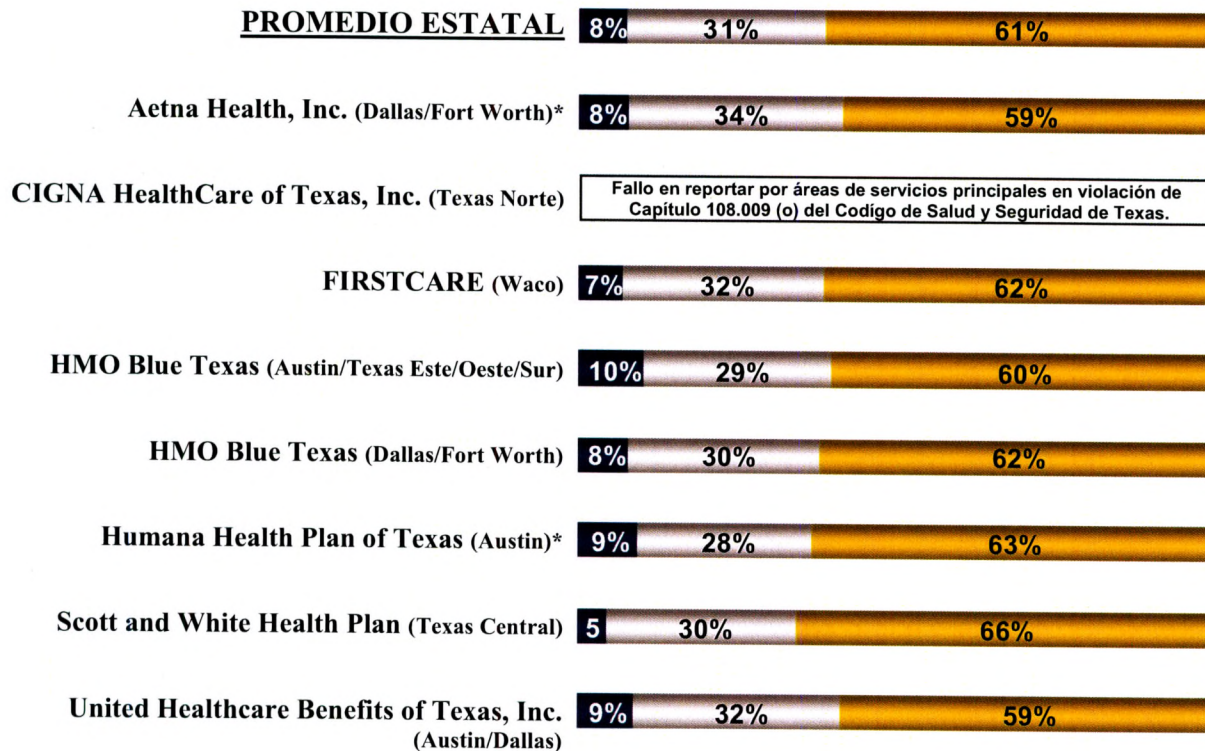 PROMEDIO ESTATAL 8% 31% 61%
Aetna Health, Inc. (Dallas/Fort Worth)* 8% 34% 59%
CIGNA HealthCare of Texas, Inc. (Texas Norte)
Fallo en reportar por áreas de servicios principales en violación de
Capítulo 108.009 (o) del Codígo de Salud y Seguridad de Texas.
FIRSTCARE (Waco) 7% 32% 62%
HMO Blue Texas (Austin/Texas Este/Oeste/Sur) 10% 29% 60%
HMO Blue Texas (Dallas/Fort Worth) 8% 30% 62%
Humana Health Plan of Texas (Austin)* 9% 28% 63%
Scott and White Health Plan (Texas Central) 5 30% 66%
United Healthcare Benefits of Texas, Inc. 9% 32% 59%
(Austin/Dallas)